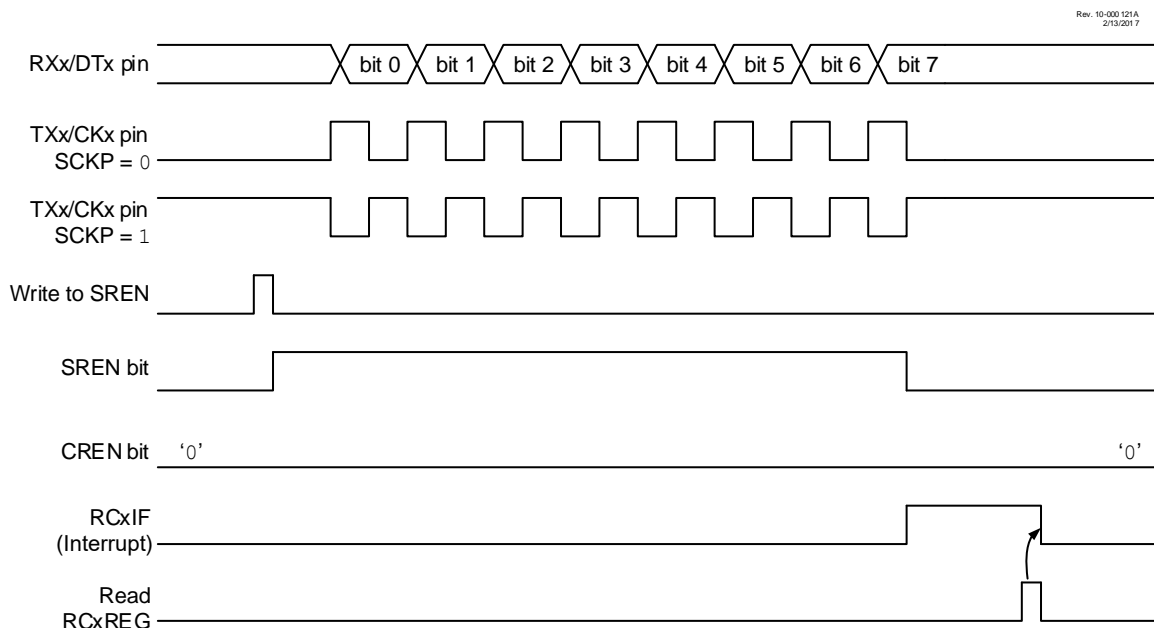 Rev. 10-000 121A
2/13/201 7
RXx/DTx pin
bit 0 bit 1 bit 2 bit 3 bit 4 bit 5 bit 6 bit 7
TXx/CKx pin
SCKP = 0
TXx/CKx pin
SCKP = 1
Write to SREN
SREN bit
CREN bit ‘0’ ‘0’
RCxIF
(Interrupt)
Read
RCxREG